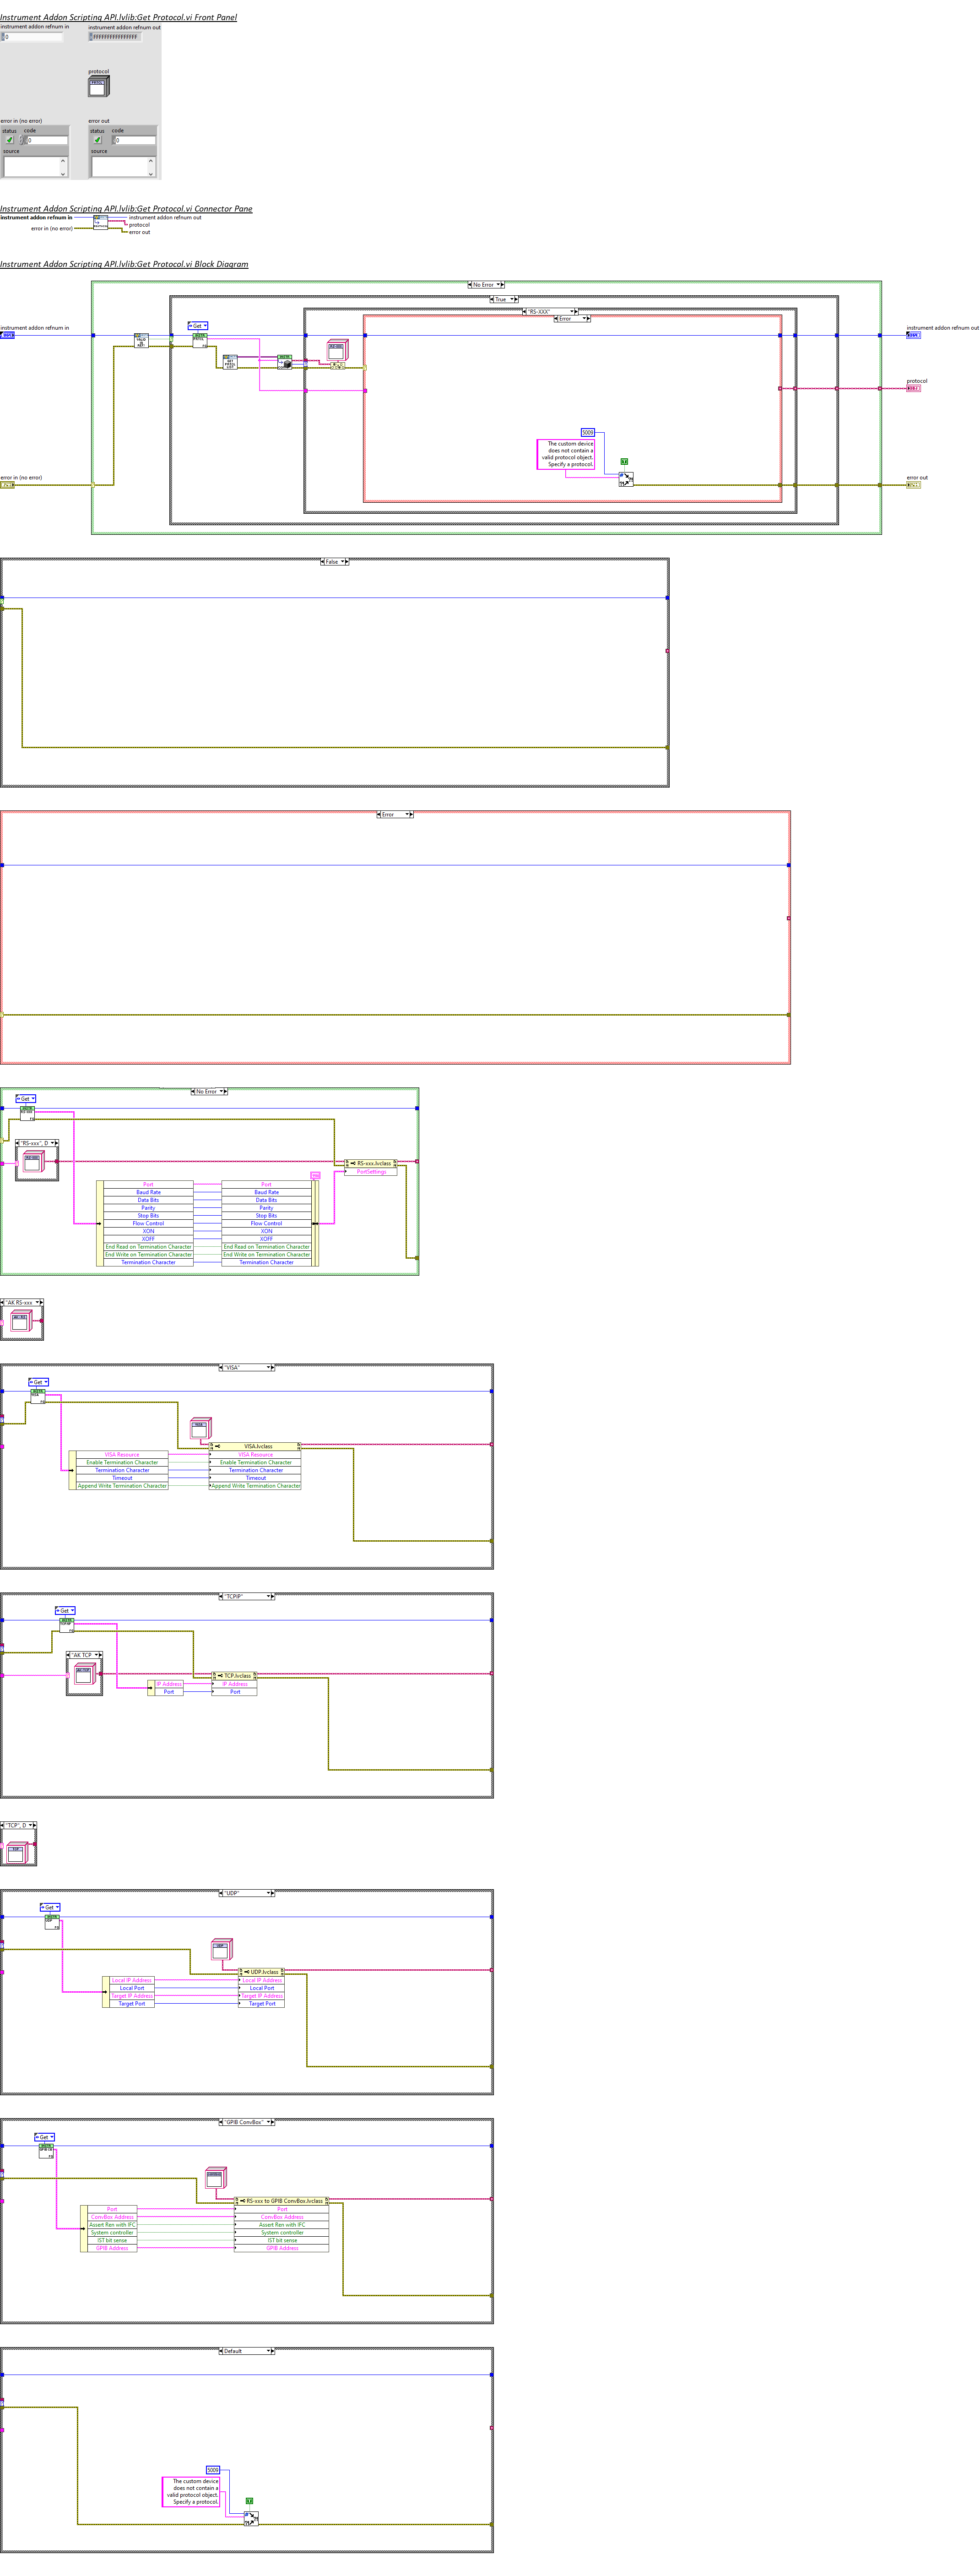 Instrument Addon Scripting API.lvlib:Get Protocol.vi Front Panel
instrument addon refnum in
instrument addon refnum out
0
FFFFFFFFFFFFFFFF
protocol
error in (no error)
error out
status code
0
source
status code
0
source
Instrument Addon Scripting API.lvlib:Get Protocol.vi Connector Pane
instrument addon refnum in
instrument addon refnum out
protocol
error in (no error)
error out
Instrument Addon Scripting API.lvlib:Get Protocol.vi Block Diagram
No Error
True
"RS-XXX"
Error
Get
instrument addon refnum in
instrument addon refnum out
protocol
5009
The custom device
does not contain a
valid protocol object.
Specify a protocol.
error in (no error)
error out
False
Error
No Error
Get
"RS-xxx", D
RS-xxx.lvclass
PortSettings
Port Port
Baud Rate Baud Rate
Data Bits Data Bits
Parity Parity
Stop Bits Stop Bits
Flow Control Flow Control
XON XON
XOFF XOFF
End Read on Termination Character End Read on Termination Character
End Write on Termination Character End Write on Termination Character
Termination Character Termination Character
"AK RS-xxx
"VISA"
Get
VISA.lvclass
VISA Resource VISA Resource
Enable Termination Character Enable Termination Character
Termination Character Termination Character
Timeout Timeout
Append Write Termination Character Append Write Termination Character
"TCPIP"
Get
"AK TCP
TCP.lvclass
IP Address IP Address
Port Port
"TCP", D
"UDP"
Get
UDP.lvclass
Local IP Address Local IP Address
Local Port Local Port
Target IP Address Target IP Address
Target Port Target Port
"GPIB ConvBox"
Get
RS-xxx to GPIB ConvBox.lvclass
Port Port
ConvBox Address ConvBox Address
Assert Ren with IFC Assert Ren with IFC
System controller System controller
IST bit sense IST bit sense
GPIB Address GPIB Address
Default
5009
The custom device
does not contain a
valid protocol object.
Specify a protocol.